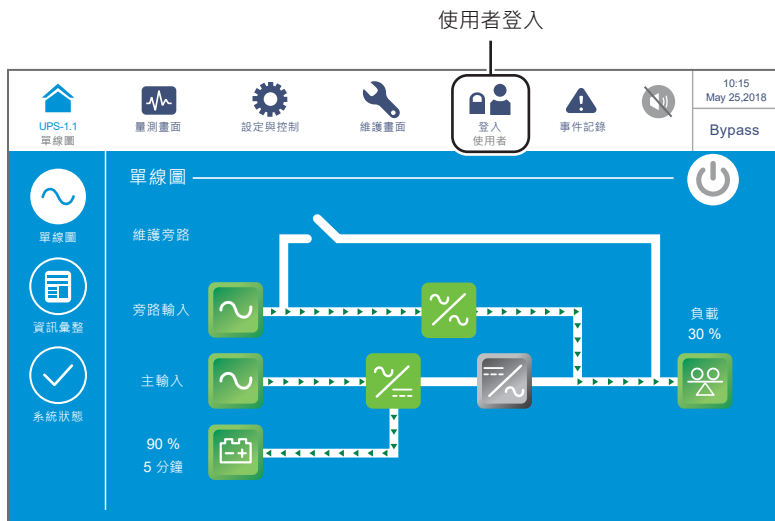 使用者登入
UPS-1.1
單線圖
量測畫面
設定與控制
維護畫面
登入
使用者
事件記錄
10:15
May 25,2018
Bypass
單線圖
資訊彙整
系統狀態
單線圖
維護旁路
旁路輸入
主輸入
90 %
5 分鐘
負載
30 %